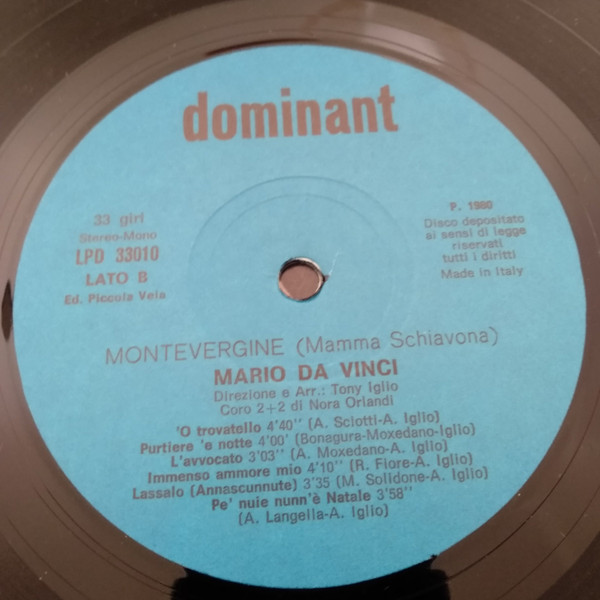 dominant
33 giri
Stereo-Mono
LPD 33010
LATO B
Ed. Piccola Vela
P. 1980
Disco depositato
ai sensi di legge
riservati
tutti i diritti
Made in Italy
MONTEVERGINE (Mamma Schiavona)
MARIO DA VINCI
Direzione e Arr.: Tony Iglio
Coro 2+2 di Nora Orlandi
'O trovatello 4'40" (A. Sciotti-A. Iglio)
Purtiere 'e notte 4'00' (Bonagura-Moxedano-Iglio)
L'avvocato 3'03" (A. Moxedano-A. Iglio)
Immenso ammore mio 4'10" (R. Fiore-A. Iglio)
Lassalo (Annascunnute) 3'35 (M. Solidone-A. Iglio)
Pe' nuie nunn'è Natale 3'58"
(A. Langella-A. Iglio)